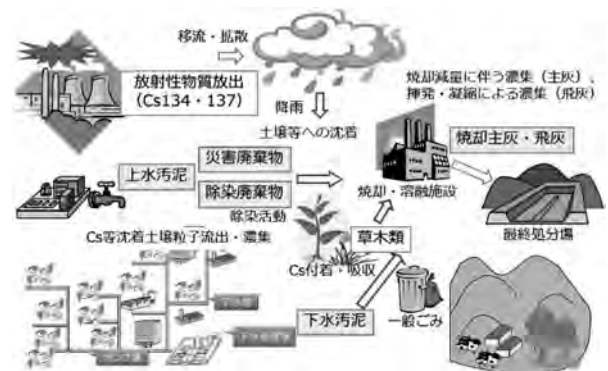 移流・拡散
放射性物質放出
(Cs134・137)
降雨
土壌等への沈着
焼却減量に伴う濃集(主灰)、
揮発・凝縮による濃集(飛灰)
焼却主灰・飛灰
上水汚泥
災害廃棄物
除染廃棄物
除染活動
焼却・溶融施設
最終処分場
Cs等沈着土壌粒子流出・濃集
草木類
Cs付着・吸収
下水汚泥
一般ごみ